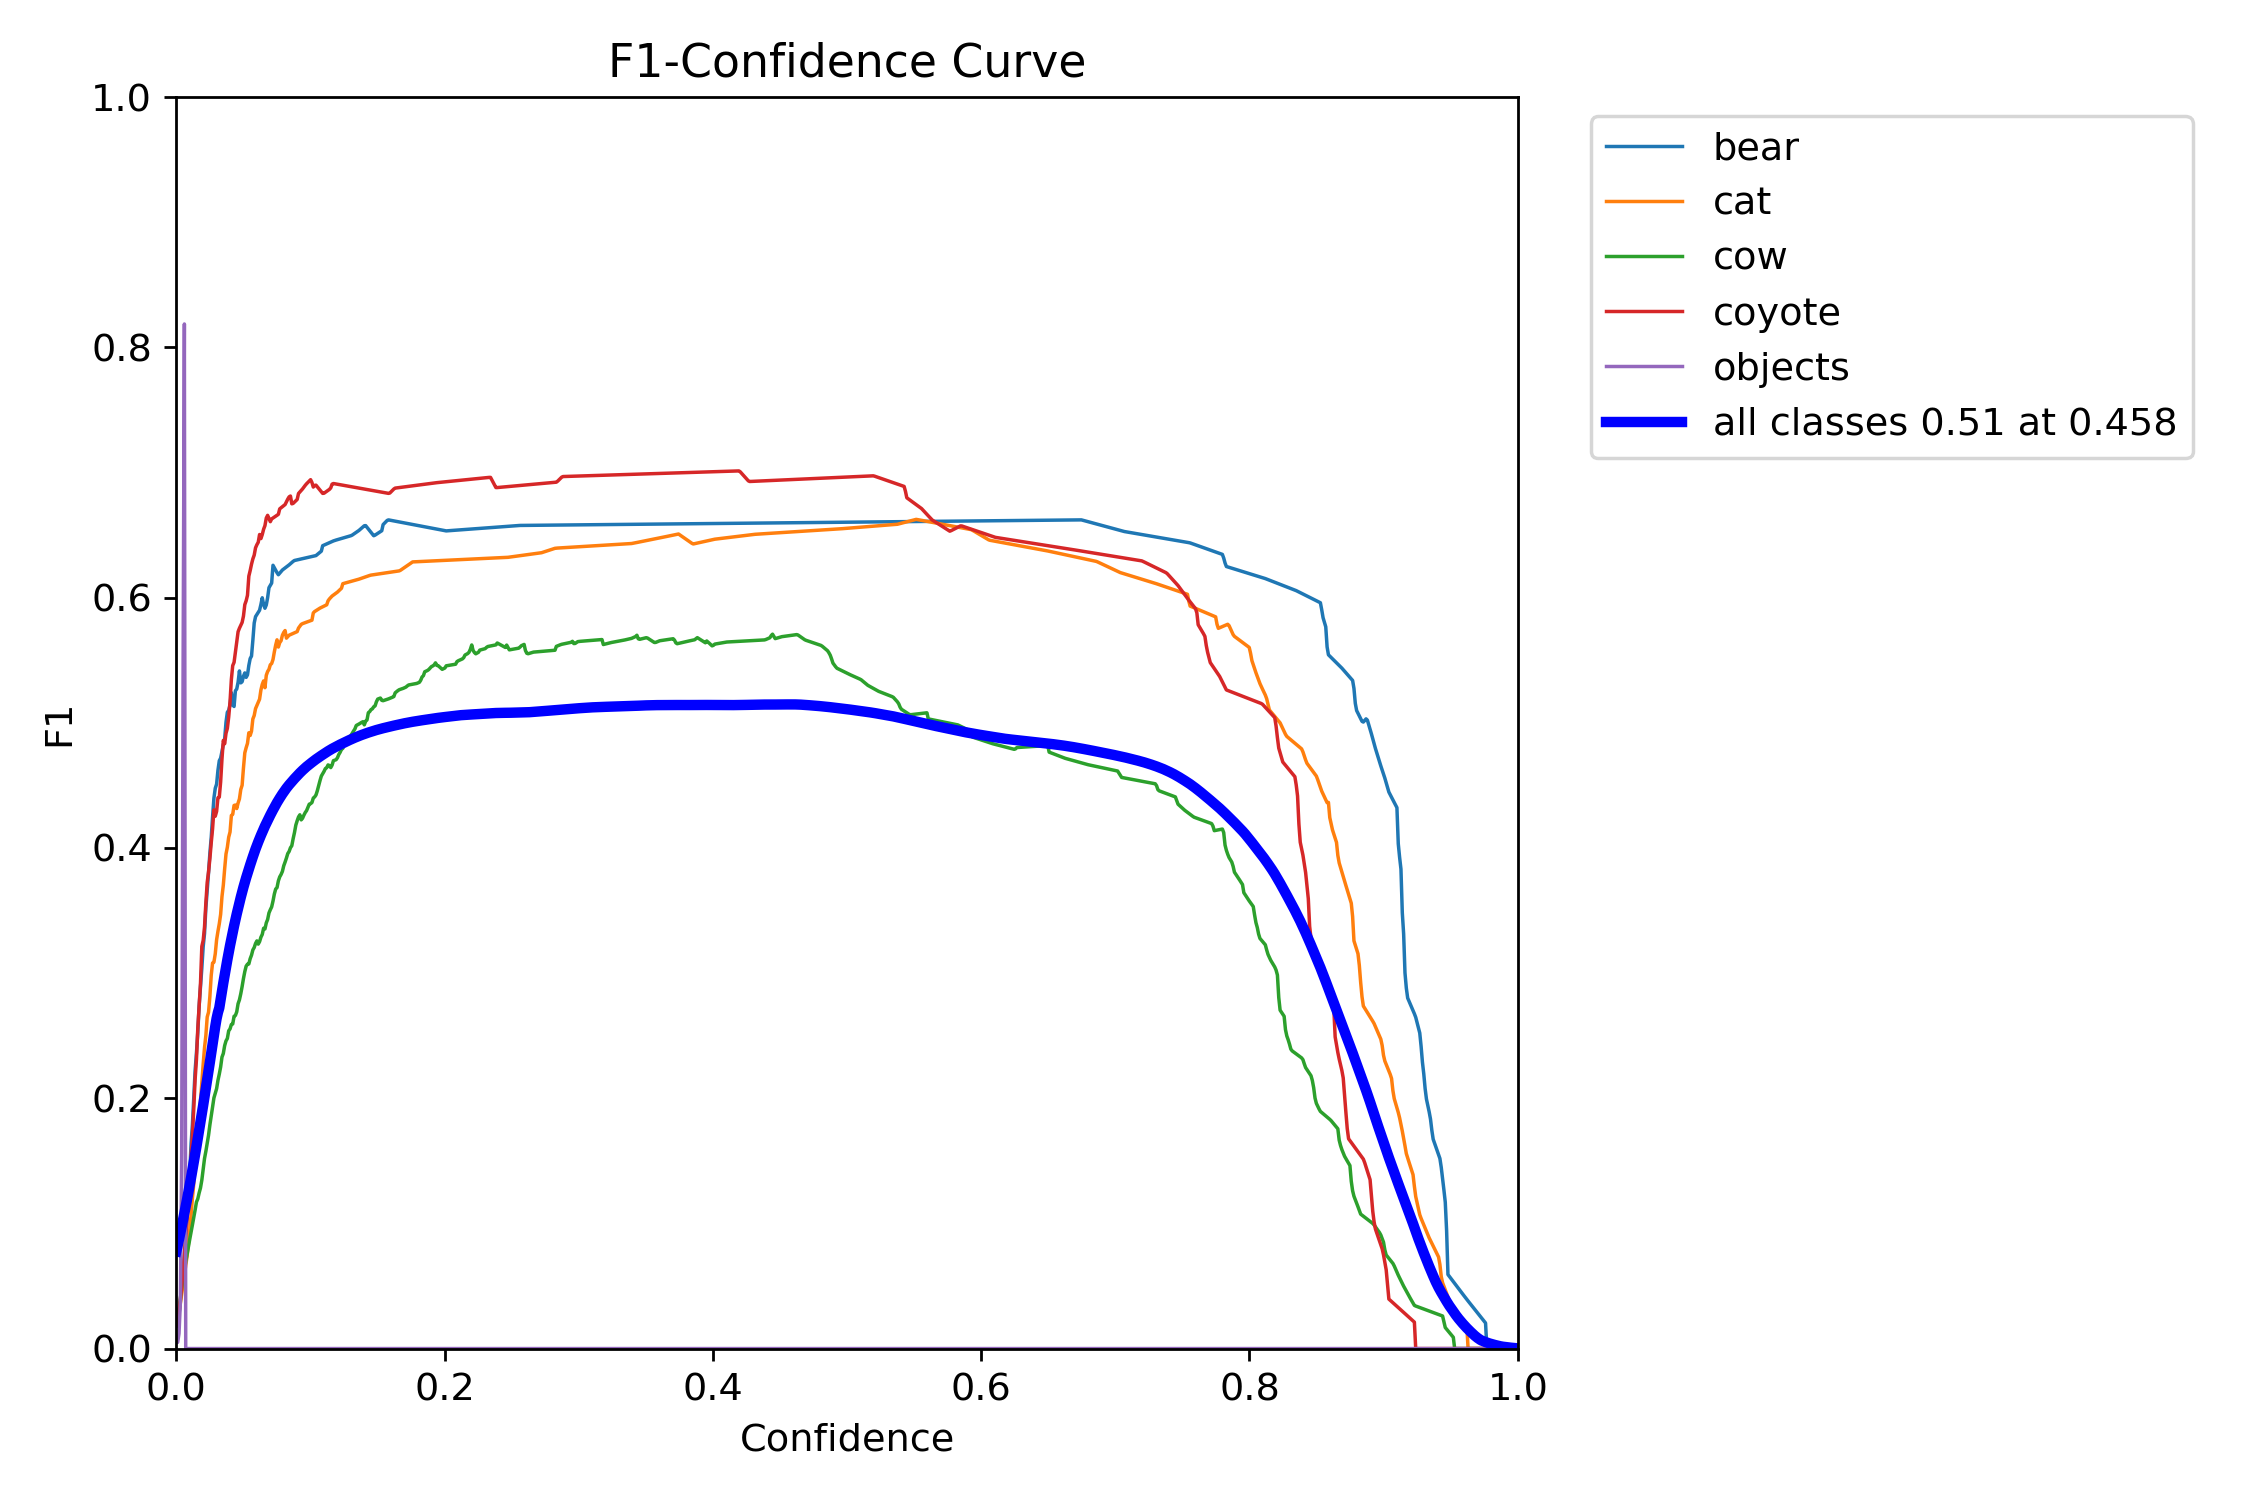 F1-Confidence Curve
1.0
0.8
0.6
0.4
0.2
0.0
F1
0.0 0.2 0.4 0.6 0.8 1.0
Confidence
bear
cat
cow
coyote
objects
all classes 0.51 at 0.458